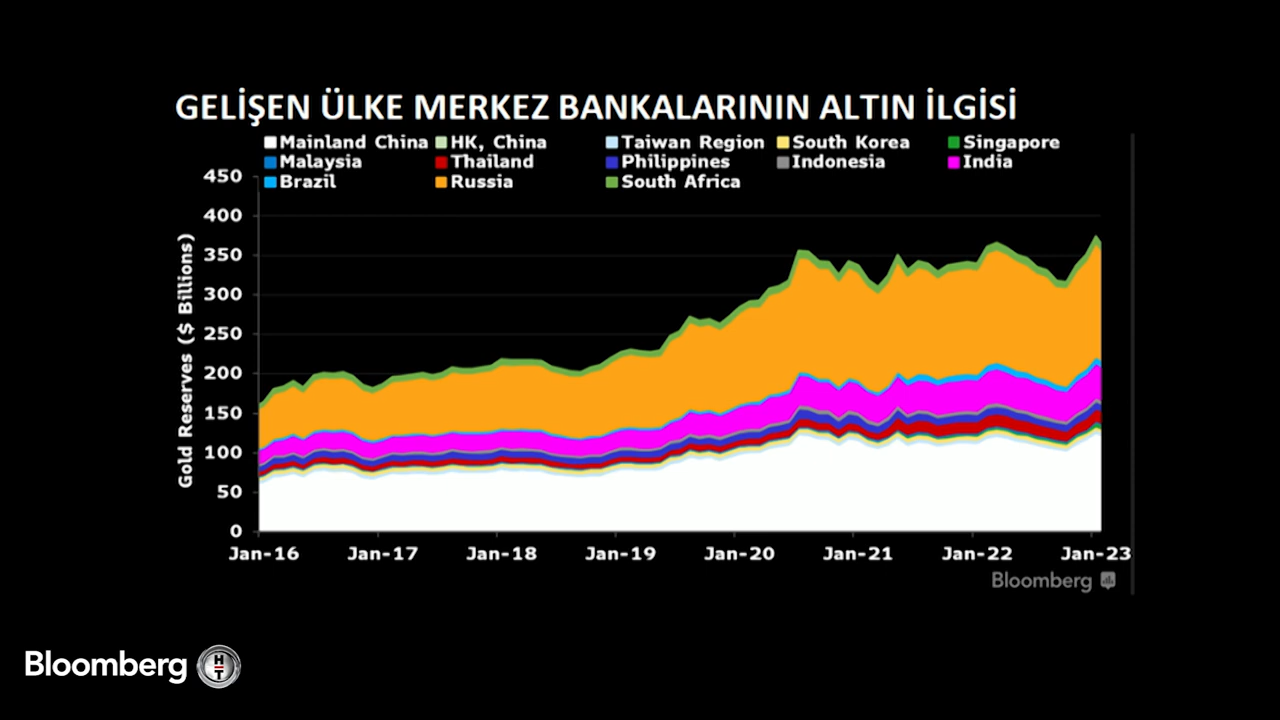 GELİŞEN ÜLKE MERKEZ BANKALARININ ALTIN İLGİSİ
Mainland China HK, China Taiwan Region South Korea Singapore
Malaysia Thailand Philippines Indonesia India
Brazil Russia South Africa
Gold Reserves ($ Billions)
450
400
350
300
250
200
150
100
50
0
Jan-16 Jan-17 Jan-18 Jan-19 Jan-20 Jan-21 Jan-22 Jan-23
Bloomberg
Bloomberg HT